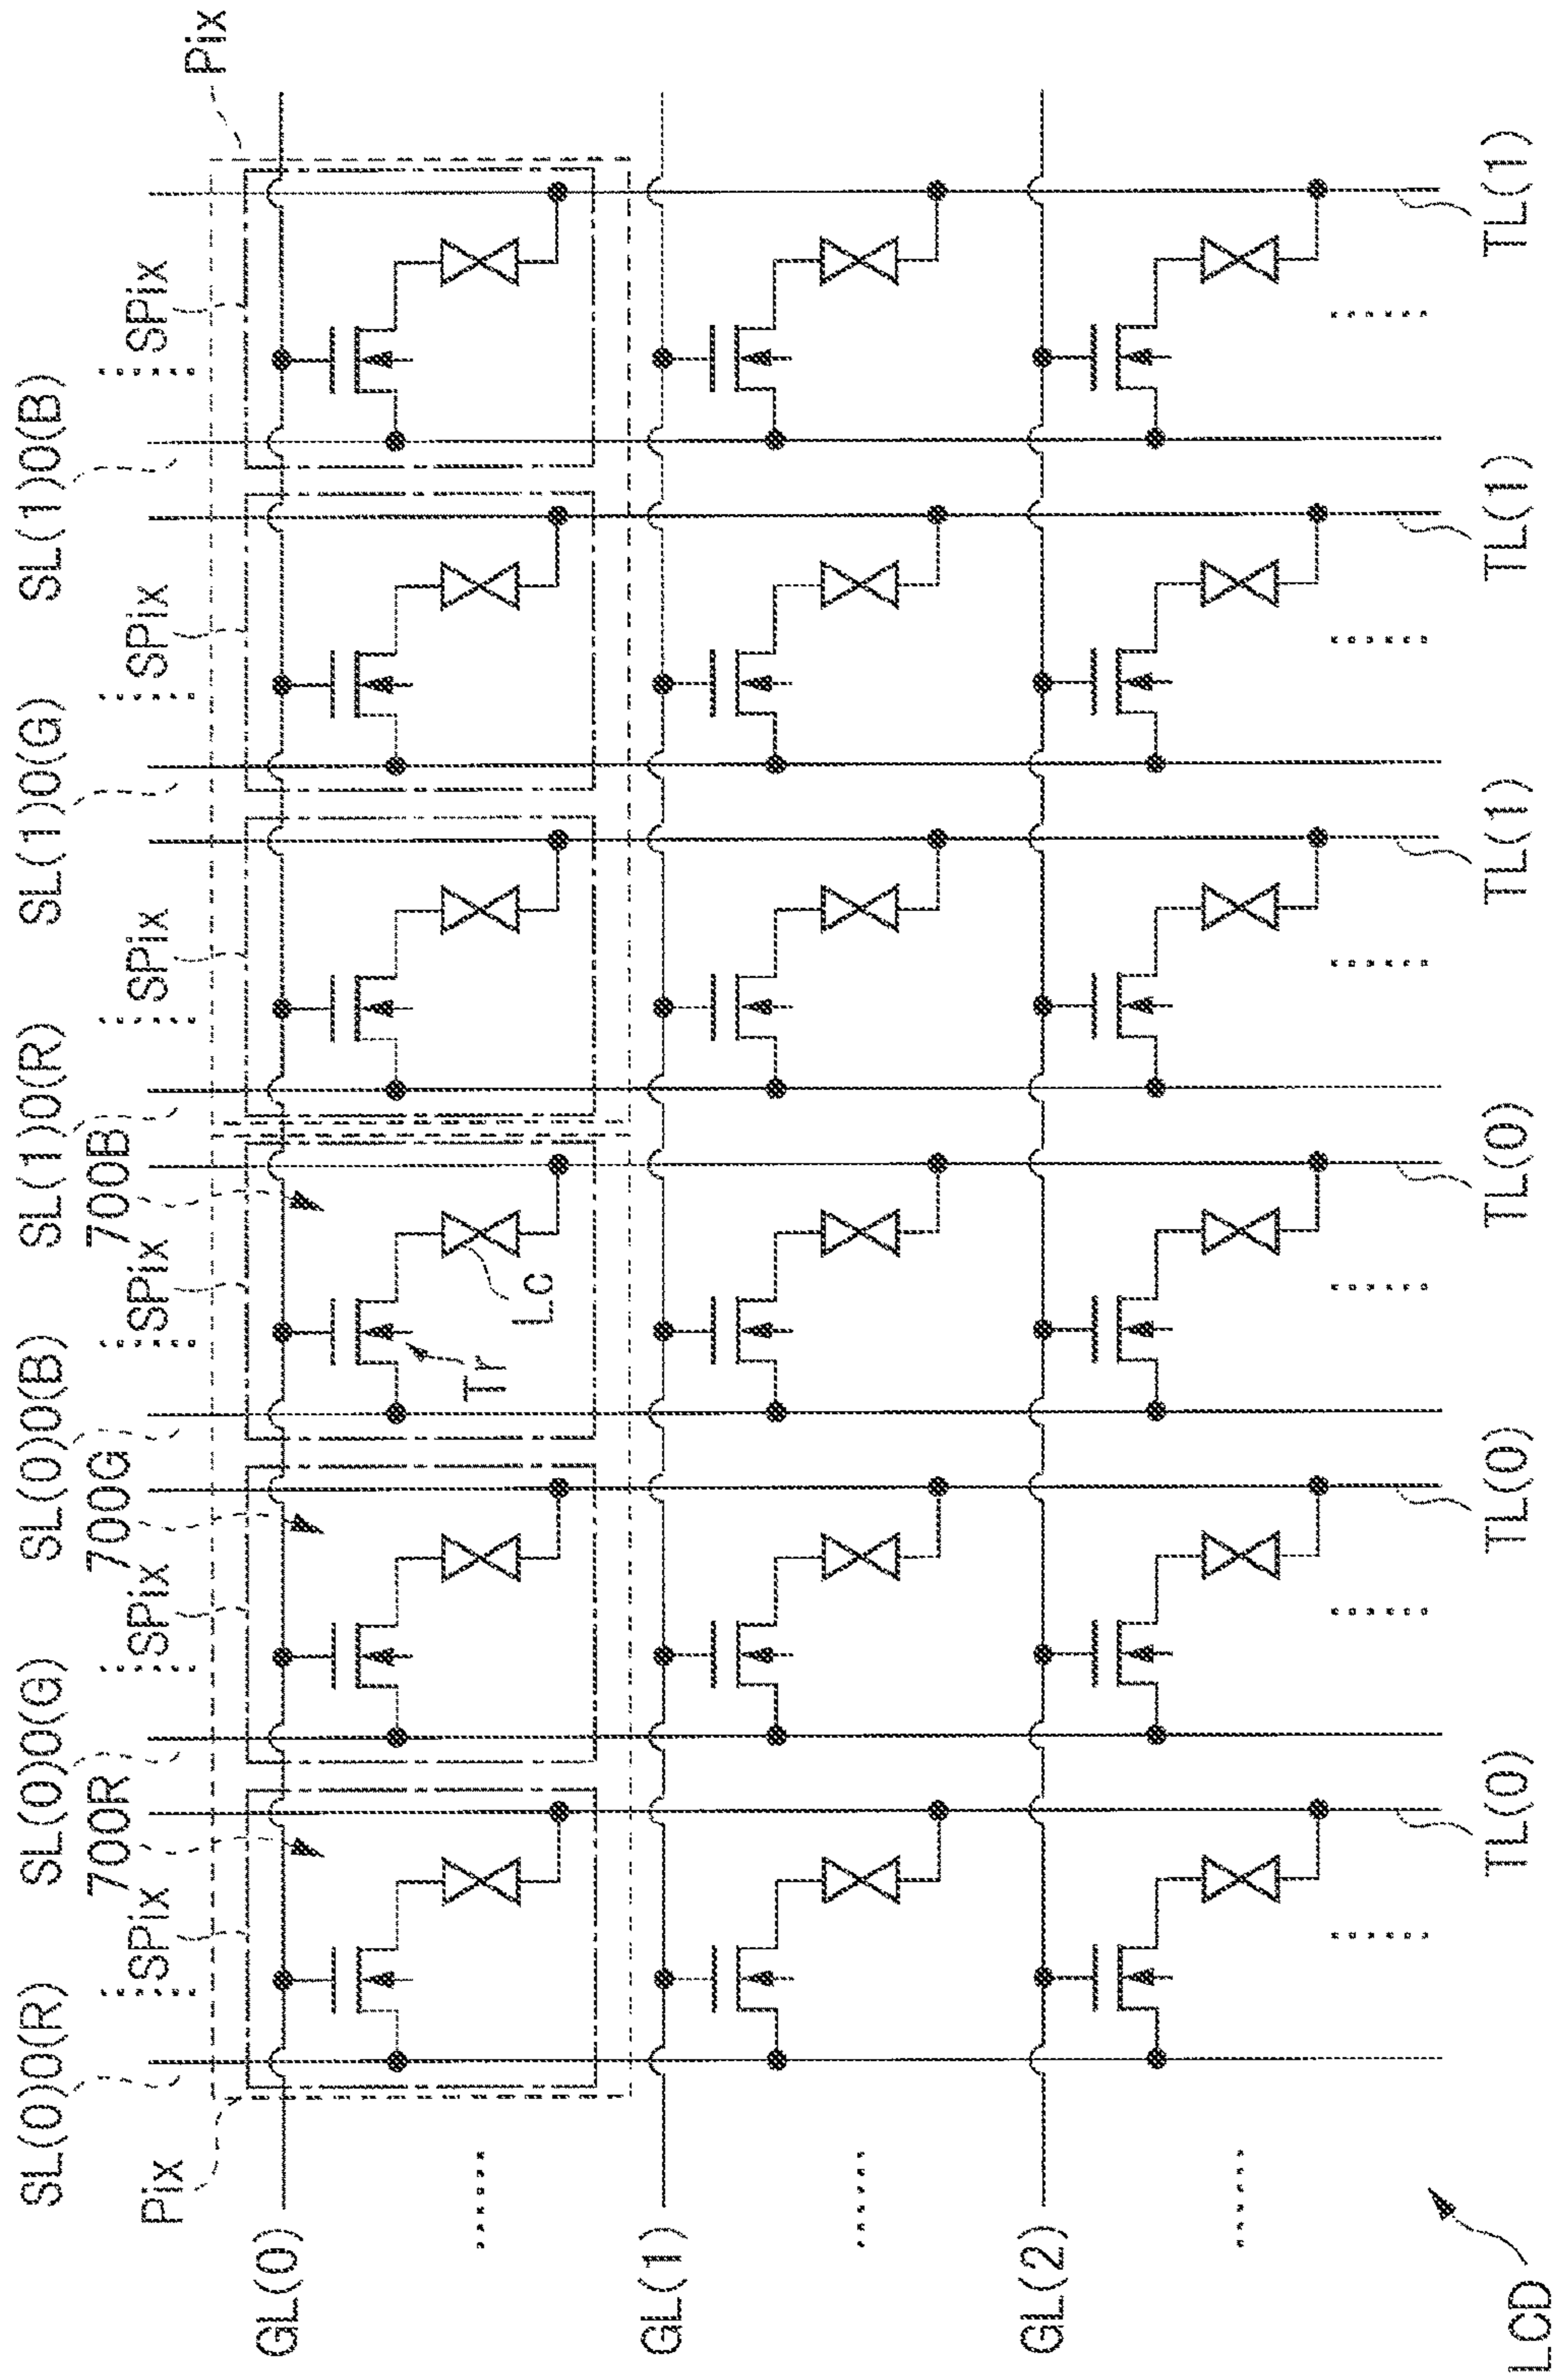 SL(0)0(R)
SL(0)0(G)
SL(0)0(B)
SL(1)0(R)
SL(1)0(G)
SL(1)0(B)
700R
700G
700B
SPix
SPix
SPix
SPix
SPix
SPix
Pix
Pix
GL(0)
Tr
Lc
GL(1)
GL(2)
TL(0)
TL(0)
TL(0)
TL(1)
TL(1)
TL(1)
LCD